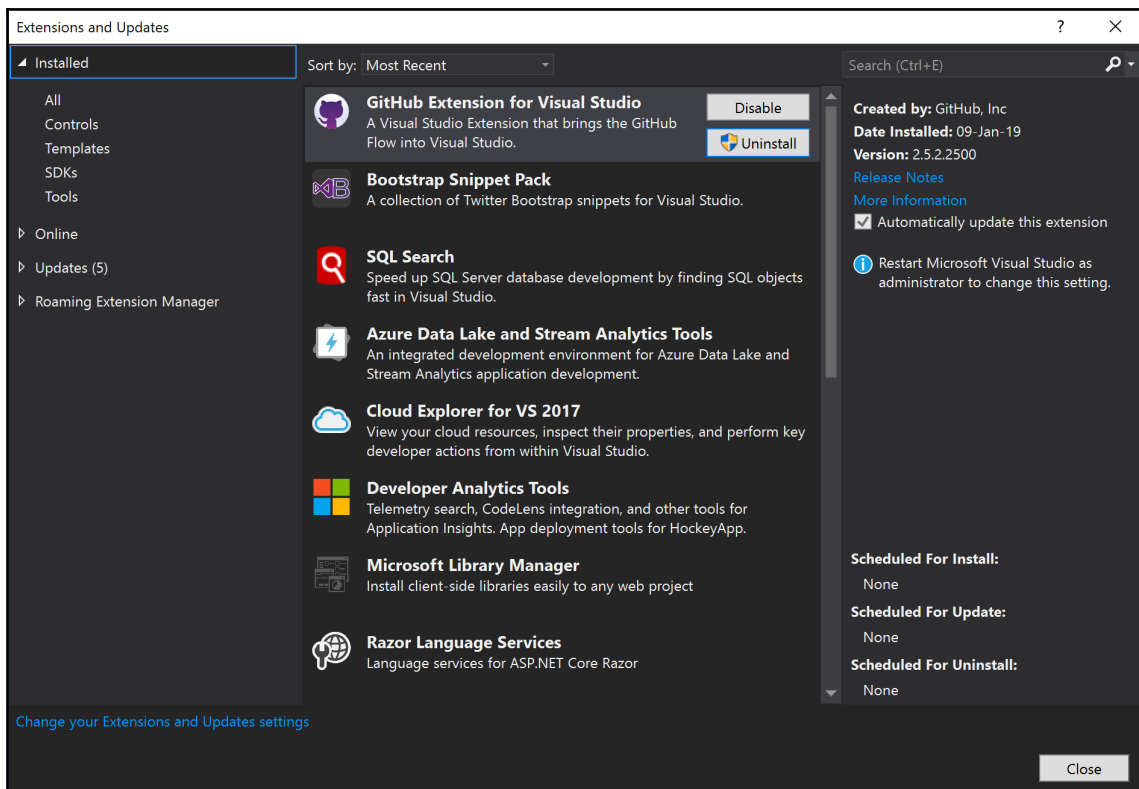 Extensions and Updates
? ×
Installed
All
Controls
Templates
SDKs
Tools
Online
Updates (5)
Roaming Extension Manager
Sort by: Most Recent
GitHub Extension for Visual Studio
A Visual Studio Extension that brings the GitHub
Flow into Visual Studio.
Disable
Uninstall
Bootstrap Snippet Pack
A collection of Twitter Bootstrap snippets for Visual Studio.
SQL Search
Speed up SQL Server database development by finding SQL objects
fast in Visual Studio.
Azure Data Lake and Stream Analytics Tools
An integrated development environment for Azure Data Lake and
Stream Analytics application development.
Cloud Explorer for VS 2017
View your cloud resources, inspect their properties, and perform key
developer actions from within Visual Studio.
Developer Analytics Tools
Telemetry search, CodeLens integration, and other tools for
Application Insights. App deployment tools for HockeyApp.
Microsoft Library Manager
Install client-side libraries easily to any web project
Razor Language Services
Language services for ASP.NET Core Razor
Search (Ctrl+E)
Created by: GitHub, Inc
Date Installed: 09-Jan-19
Version: 2.5.2.2500
Release Notes
More Information
Automatically update this extension
Restart Microsoft Visual Studio as
administrator to change this setting.
Scheduled For Install:
None
Scheduled For Update:
None
Scheduled For Uninstall:
None
Change your Extensions and Updates settings
Close